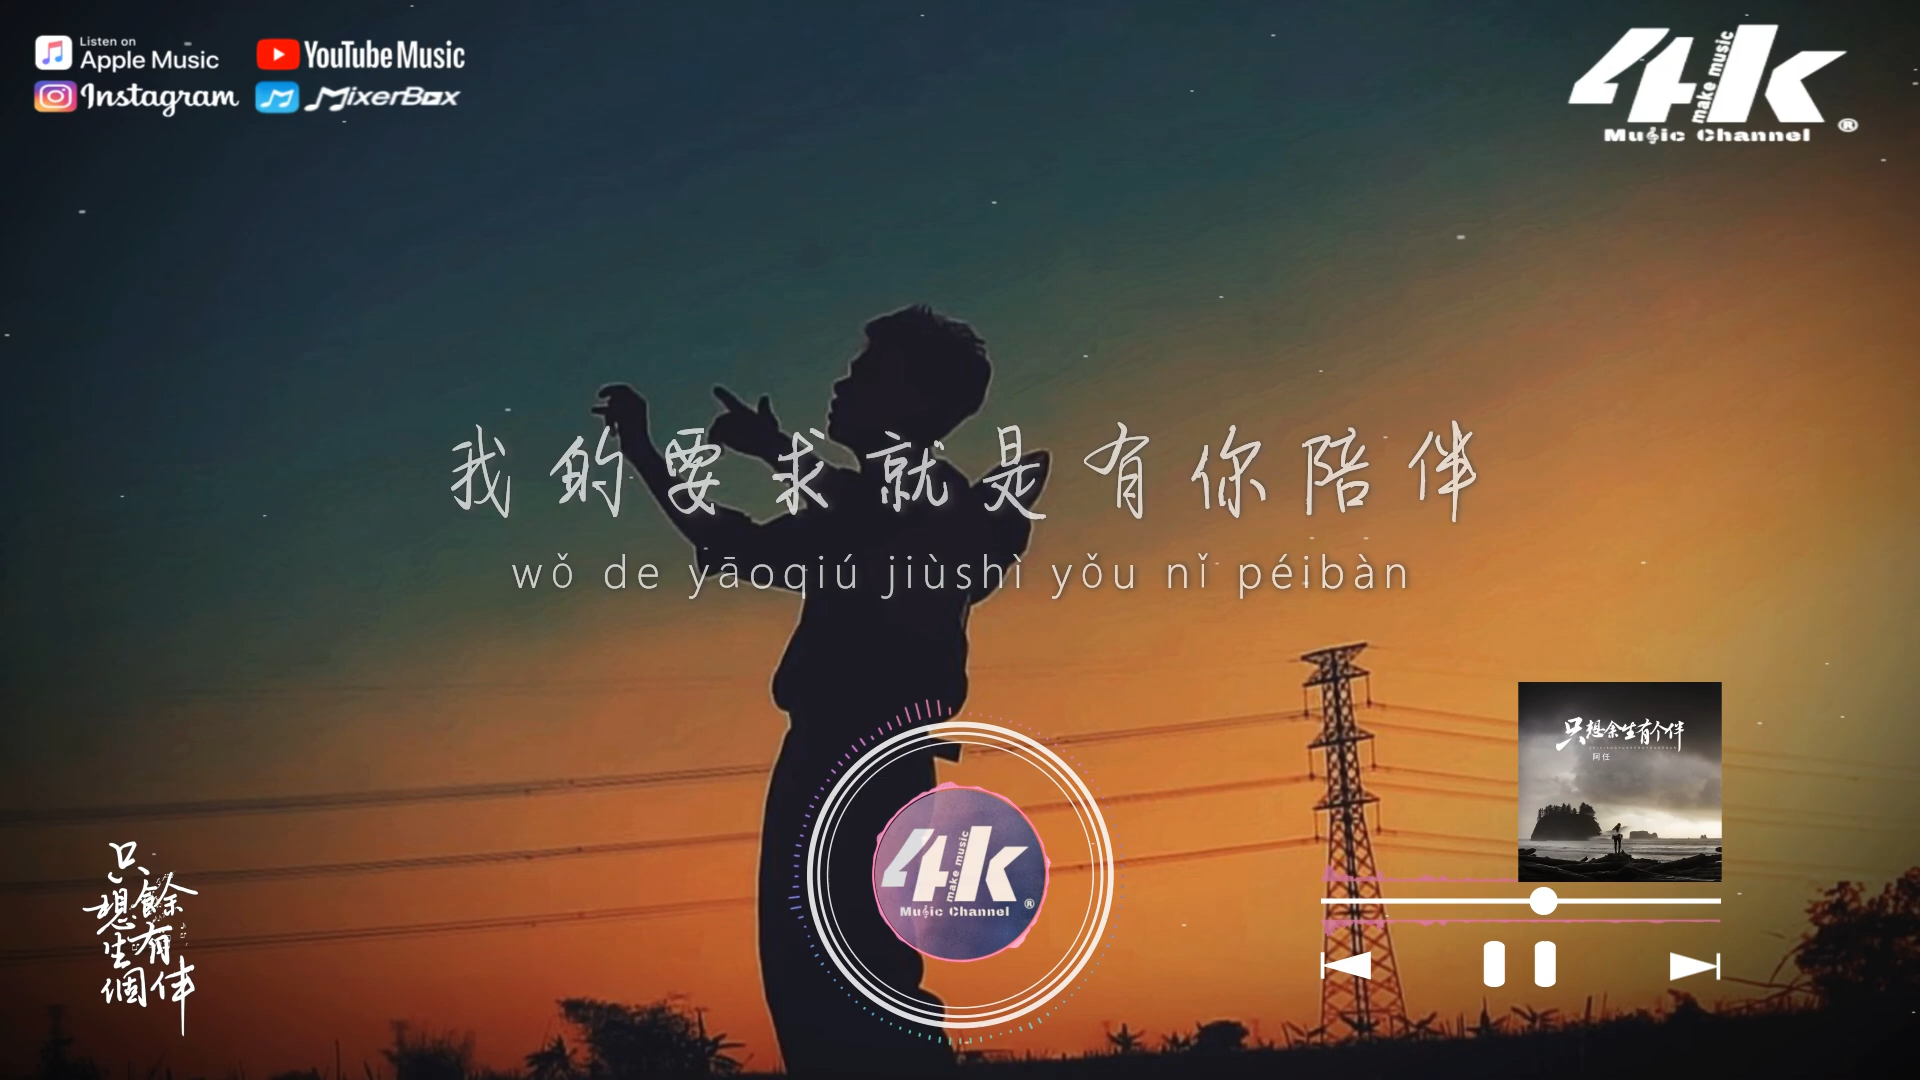 Listen on
Apple Music
YouTube Music
Instagram
MixerBox
4k
make music
Music Channel ®
我的要求就是有你陪伴
wǒ de yāoqiú jiùshì yǒu nǐ péibàn
只想余生有个伴
阿任
4k
make music
Music Channel ®
只想餘生有個伴